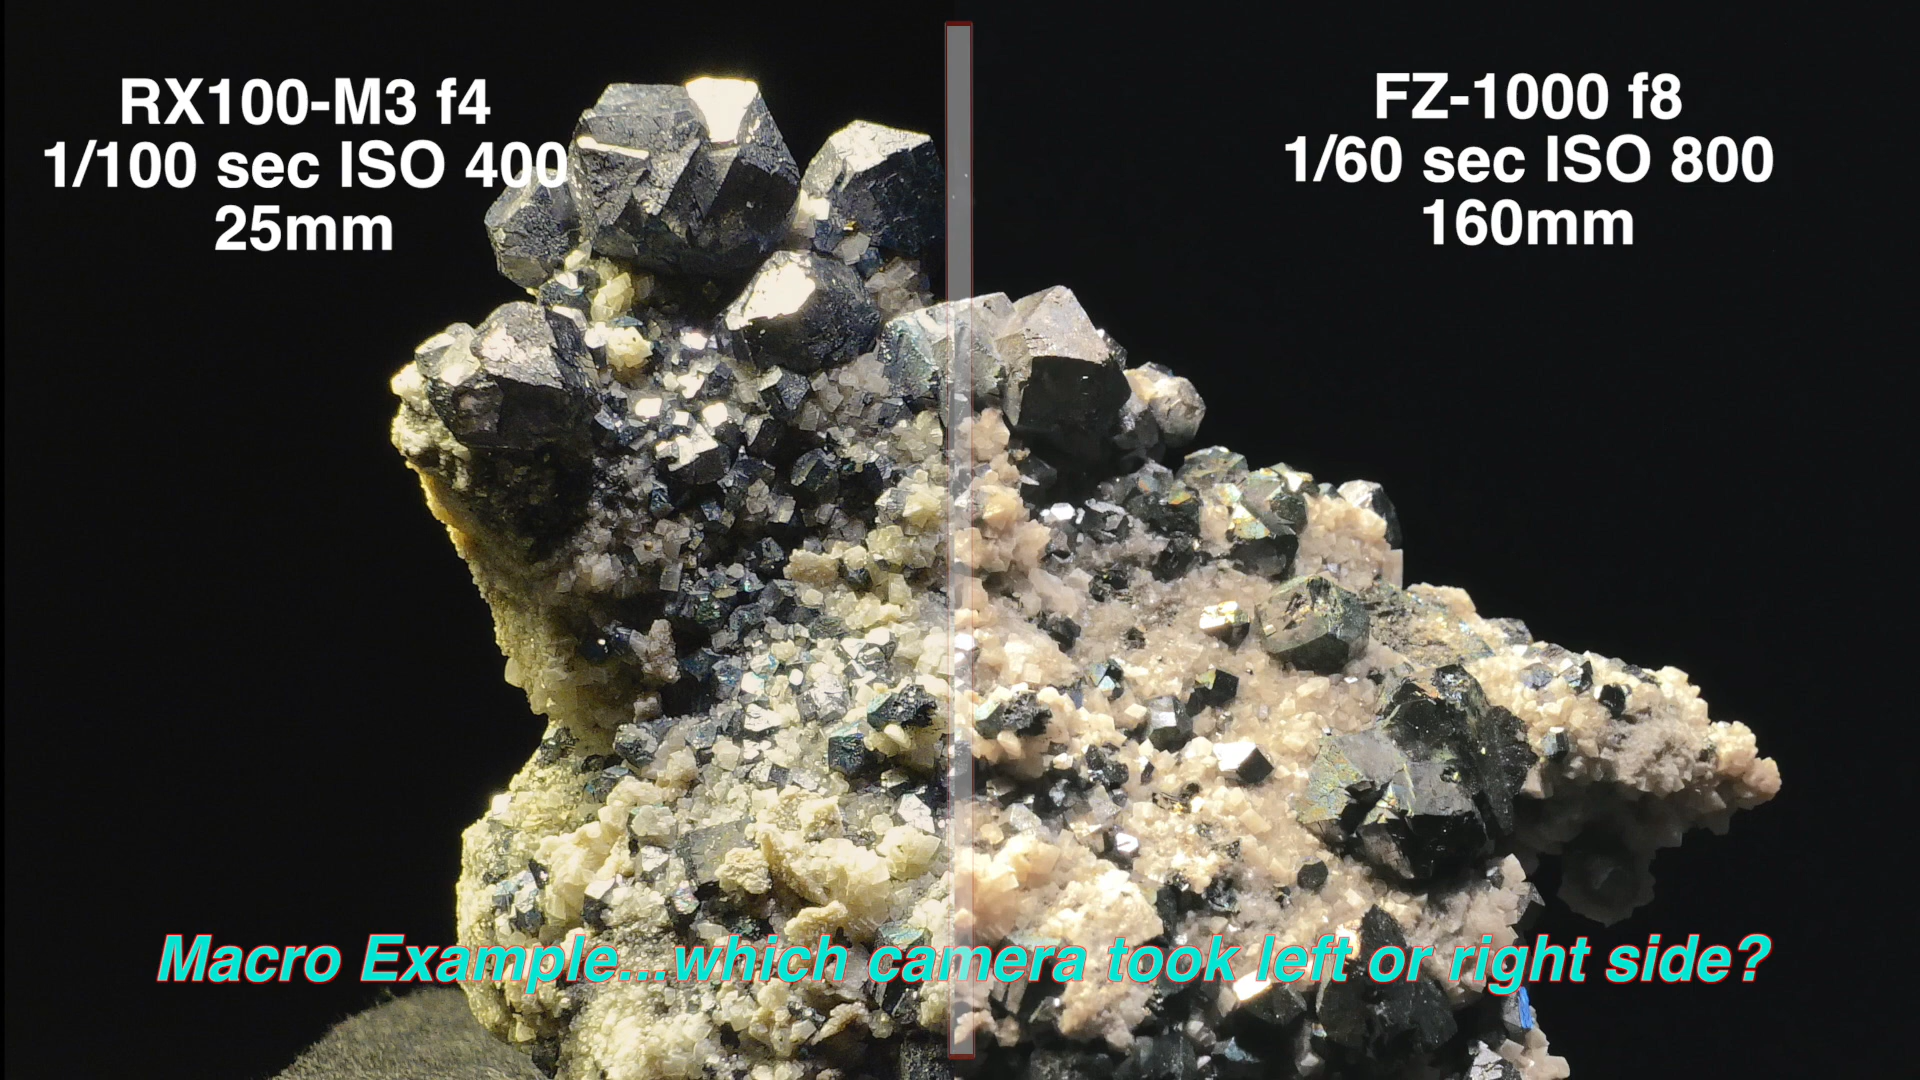 RX100-M3 f4
1/100 sec ISO 400
25mm
FZ-1000 f8
1/60 sec ISO 800
160mm
Macro Example...which camera took left or right side?